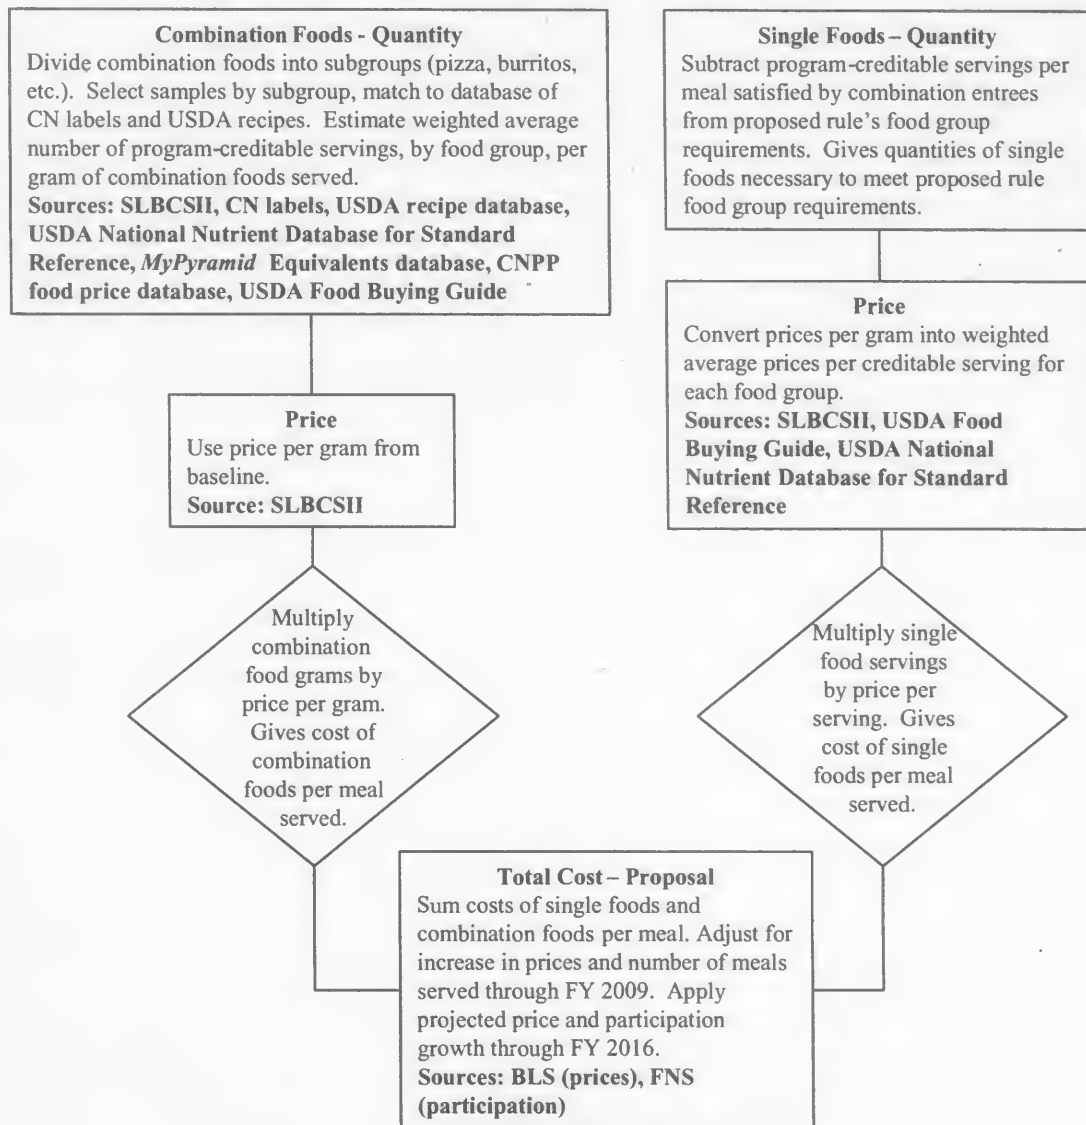 Combination Foods - Quantity
Divide combination foods into subgroups (pizza, burritos,
etc.). Select samples by subgroup, match to database of
CN labels and USDA recipes. Estimate weighted average
number of program-creditable servings, by food group, per
gram of combination foods served.
Sources: SLBCSII, CN labels, USDA recipe database,
USDA National Nutrient Database for Standard
Reference, MyPyramid Equivalents database, CNPP
food price database, USDA Food Buying Guide
Price
Use price per gram from
baseline.
Source: SLBCSII
Multiply
combination
food grams by
price per gram.
Gives cost of
combination
foods per meal
served.
Single Foods – Quantity
Subtract program-creditable servings per
meal satisfied by combination entrees
from proposed rule's food group
requirements. Gives quantities of single
foods necessary to meet proposed rule
food group requirements.
Price
Convert prices per gram into weighted
average prices per creditable serving for
each food group.
Sources: SLBCSII, USDA Food
Buying Guide, USDA National
Nutrient Database for Standard
Reference
Multiply single
food servings
by price per
serving. Gives
cost of single
foods per meal
served.
Total Cost – Proposal
Sum costs of single foods and
combination foods per meal. Adjust for
increase in prices and number of meals
served through FY 2009. Apply
projected price and participation
growth through FY 2016.
Sources: BLS (prices), FNS
(participation)